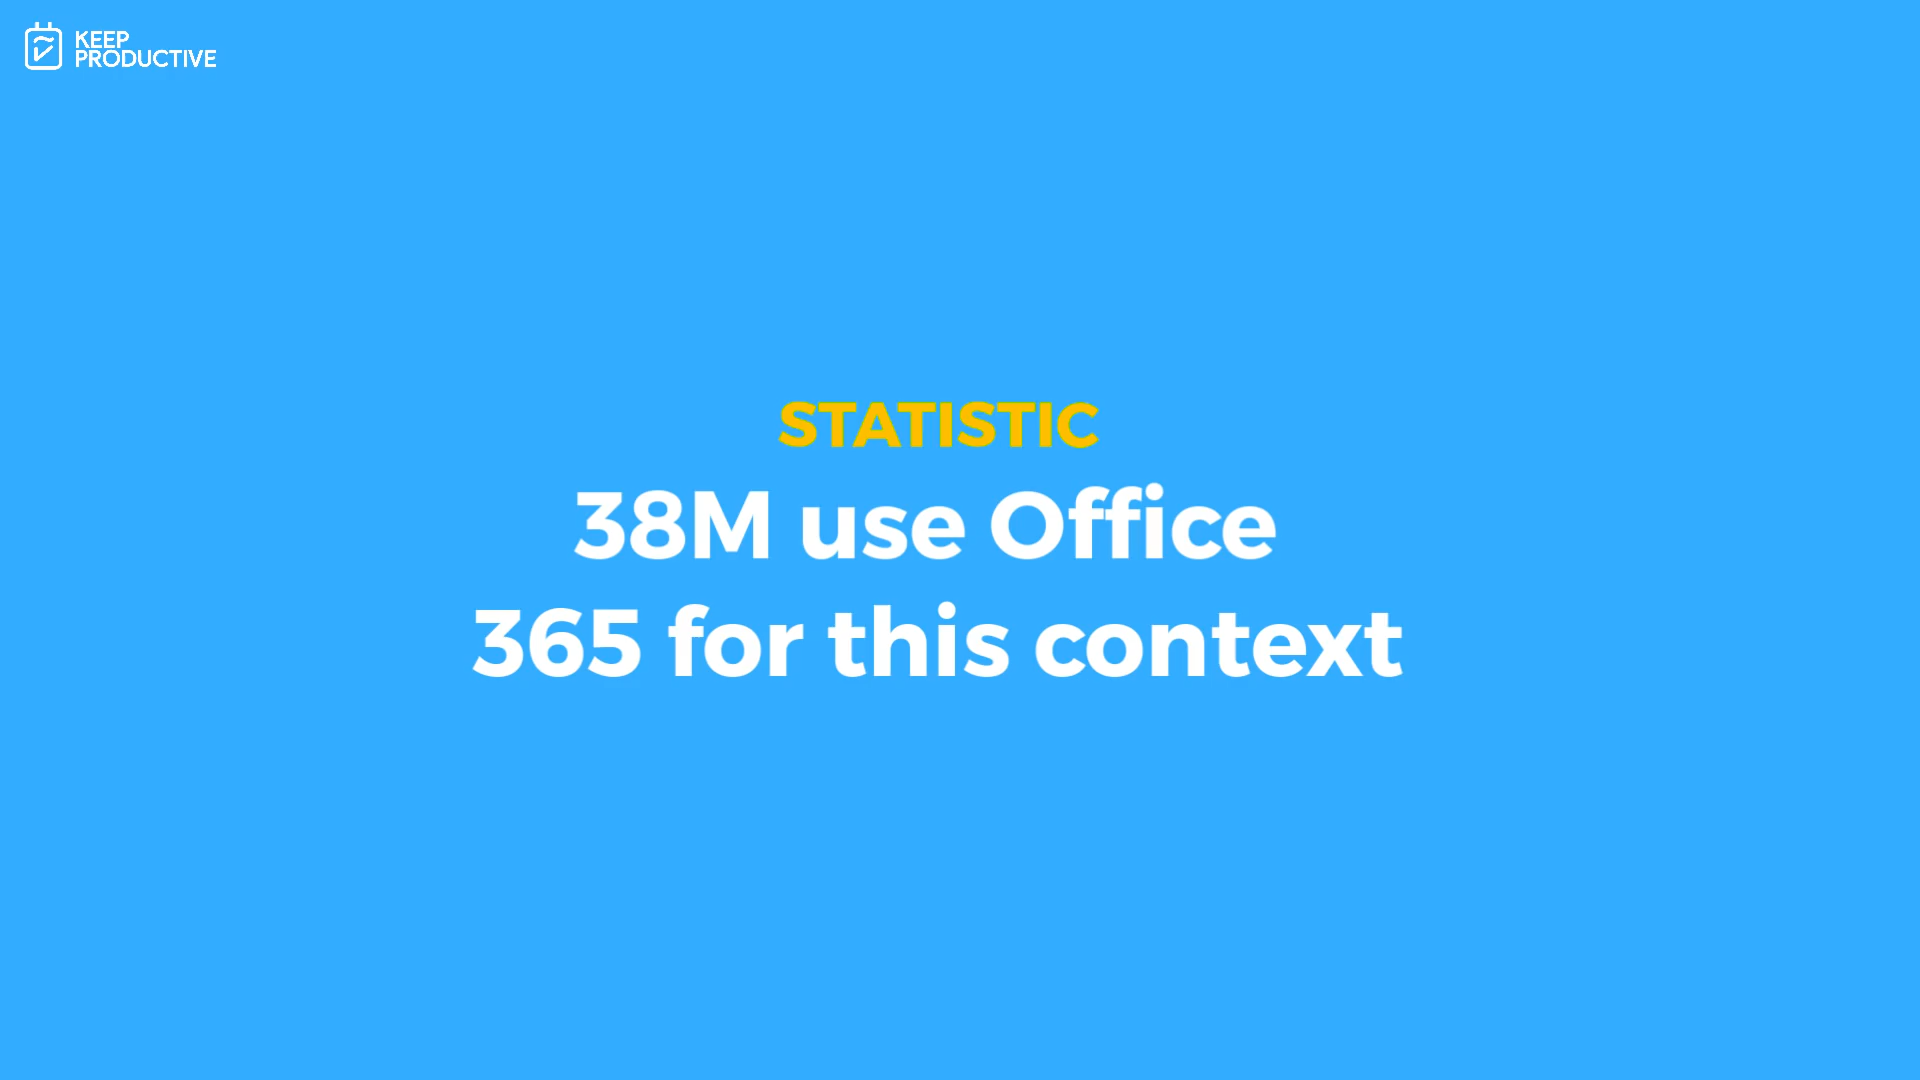 KEEP
PRODUCTIVE
STATISTIC
38M use Office
365 for this context